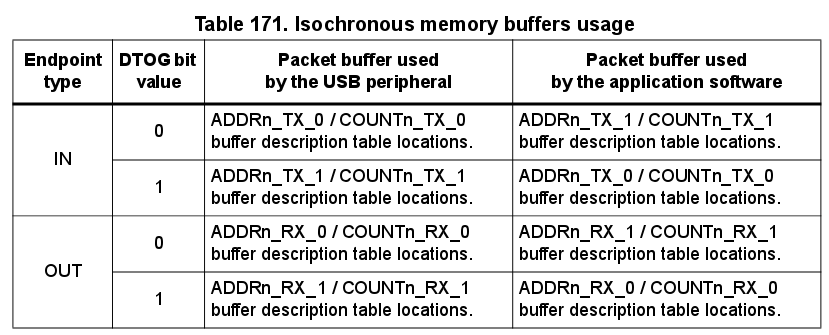 Table 171. Isochronous memory buffers usage
Endpoint type
DTOG bit value
Packet buffer used by the USB peripheral
Packet buffer used by the application software
IN
0
ADDRn_TX_0 / COUNTn_TX_0
buffer description table locations.
ADDRn_TX_1 / COUNTn_TX_1
buffer description table locations.
1
ADDRn_TX_1 / COUNTn_TX_1
buffer description table locations.
ADDRn_TX_0 / COUNTn_TX_0
buffer description table locations.
OUT
0
ADDRn_RX_0 / COUNTn_RX_0
buffer description table locations.
ADDRn_RX_1 / COUNTn_RX_1
buffer description table locations.
1
ADDRn_RX_1 / COUNTn_RX_1
buffer description table locations.
ADDRn_RX_0 / COUNTn_RX_0
buffer description table locations.